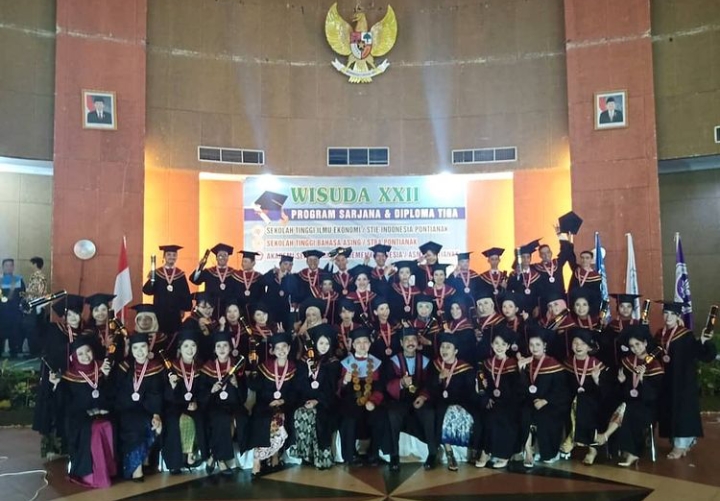 WISUDA XXII
PROGRAM SARJANA & DIPLOMA TIGA
SEKOLAH TINGGI ILMU EKONOMI / STIE INDONESIA PONTIANAK
SEKOLAH TINGGI BAHASA ASING / STBA PONTIANAK